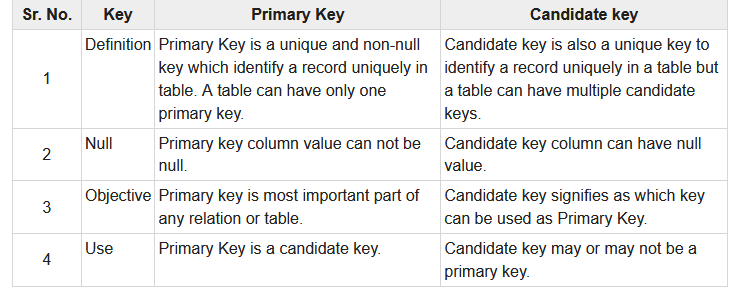 Sr. No. Key Primary Key Candidate key
Definition Primary Key is a unique and non-null Candidate key is also a unique key to
key which identify a record uniquely in identify a record uniquely in a table but
1 table. A table can have only one a table can have multiple candidate
primary key. keys.
Null Primary key column value can not be Candidate key column can have null
2 null. value.
Objective Primary key is most important part of Candidate key signifies as which key
3 any relation or table. can be used as Primary Key.
Use Primary Key is a candidate key. Candidate key may or may not be a
4 primary key.